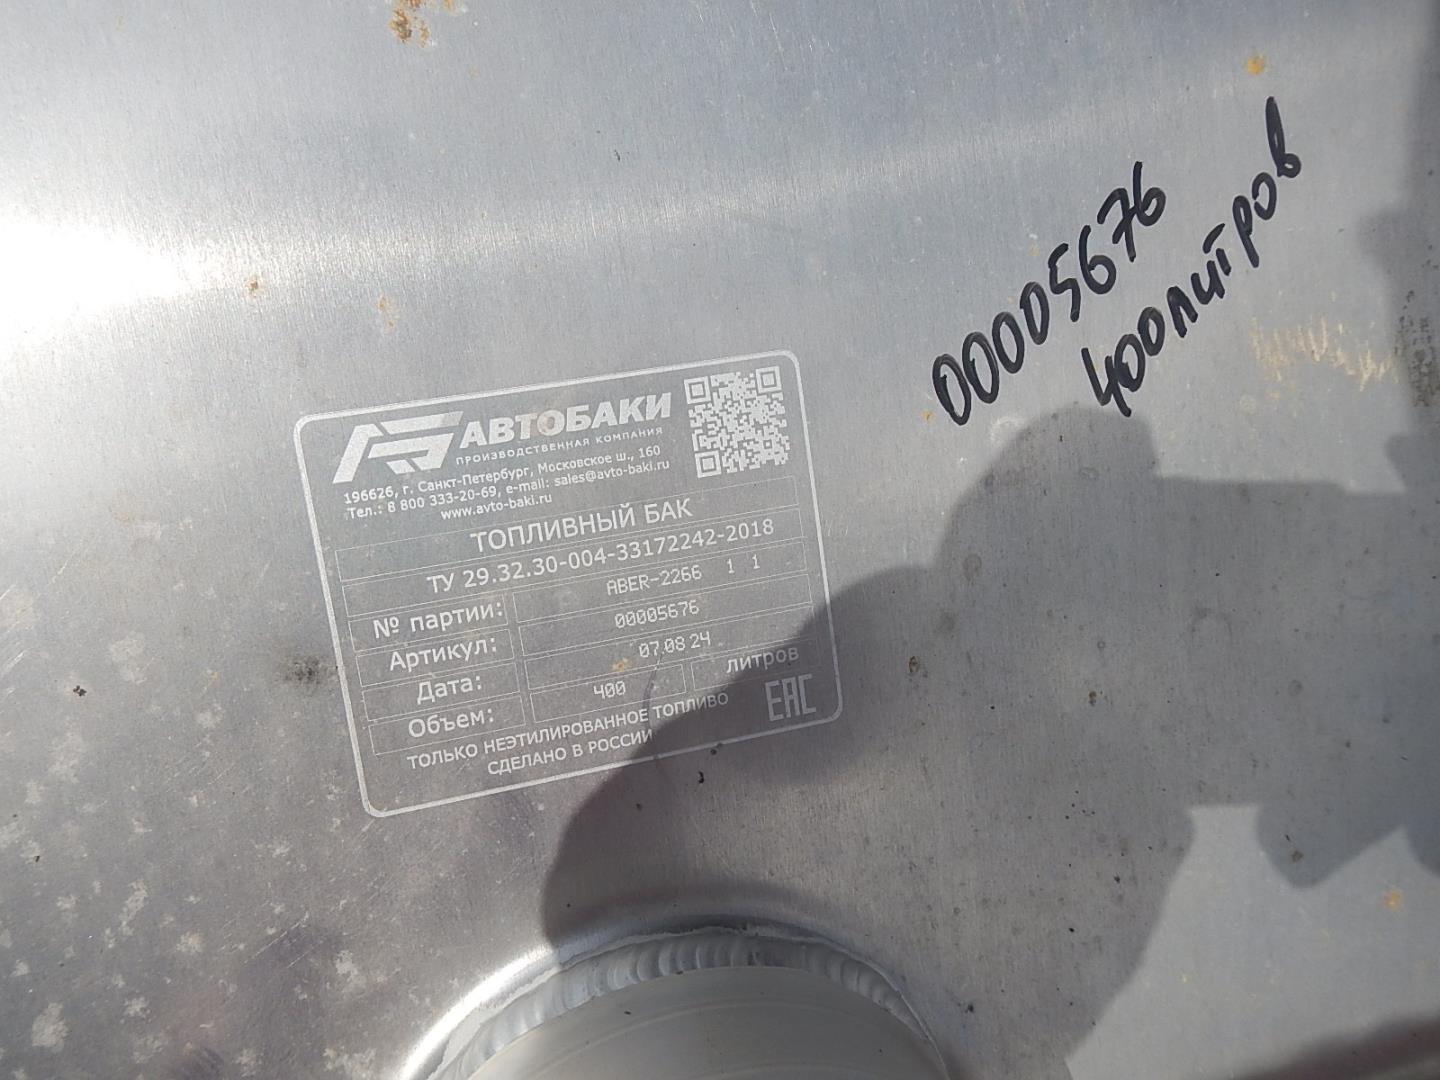 АВТОБАКИ
ПРОИЗВОДСТВЕННАЯ КОМПАНИЯ
196626, г. Санкт-Петербург, Московское ш., 160
Тел.: 8 800 333-20-69, e-mail: sales@avto-baki.ru
www.avto-baki.ru
ТОПЛИВНЫЙ БАК
ТУ 29.32.30-004-33172242-2018
№ партии: ABER-2266 1 1
Артикул: 00005676
Дата: 07.08 24
Объем: 400 литров
ТОЛЬКО НЕЭТИЛИРОВАННОЕ ТОПЛИВО
СДЕЛАНО В РОССИИ
EAC
00005676
400литров